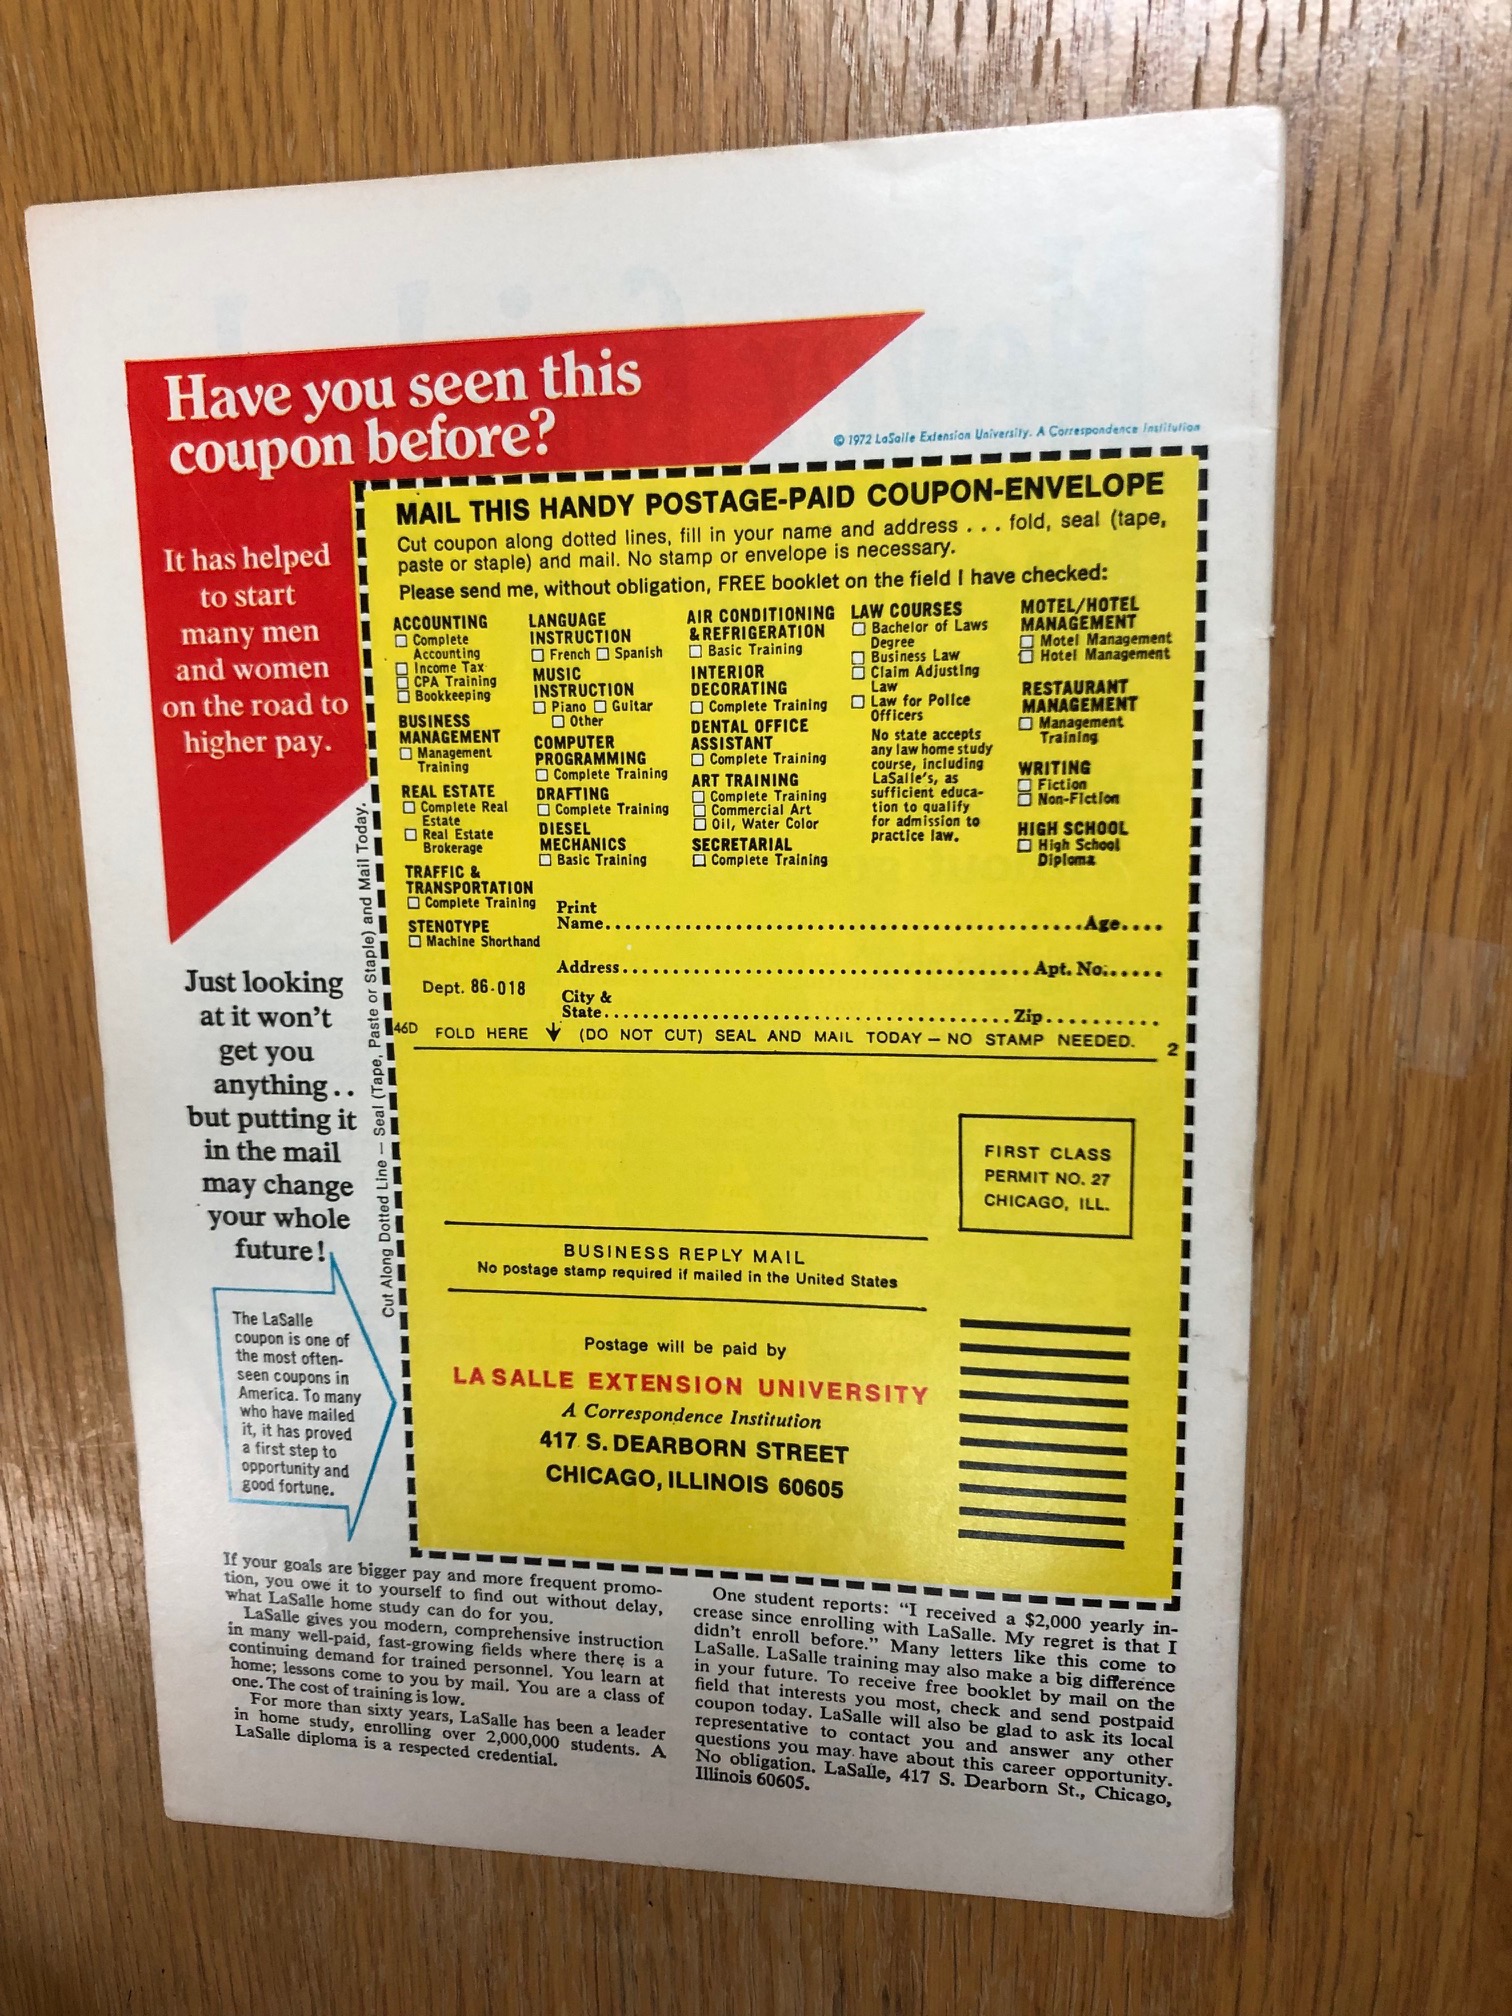 Have you seen this
coupon before?
© 1972 LaSalle Extension University. A Correspondence Institution
It has helped
to start
many men
and women
on the road to
higher pay.
MAIL THIS HANDY POSTAGE-PAID COUPON-ENVELOPE
Cut coupon along dotted lines, fill in your name and address . . . fold, seal (tape,
paste or staple) and mail. No stamp or envelope is necessary.
Please send me, without obligation, FREE booklet on the field I have checked:
ACCOUNTING
Complete
Accounting
Income Tax
CPA Training
Bookkeeping
BUSINESS
MANAGEMENT
Management
Training
REAL ESTATE
Complete Real
Estate
Real Estate
Brokerage
TRAFFIC &
TRANSPORTATION
Complete Training
STENOTYPE
Machine Shorthand
LANGUAGE
INSTRUCTION
French Spanish
MUSIC
INSTRUCTION
Piano Guitar
Other
COMPUTER
PROGRAMMING
Complete Training
DRAFTING
Complete Training
DIESEL
MECHANICS
Basic Training
AIR CONDITIONING
& REFRIGERATION
Basic Training
INTERIOR
DECORATING
Complete Training
DENTAL OFFICE
ASSISTANT
Complete Training
ART TRAINING
Complete Training
Commercial Art
Oil, Water Color
SECRETARIAL
Complete Training
LAW COURSES
Bachelor of Laws
Degree
Business Law
Claim Adjusting
Law
Law for Police
Officers
No state accepts
any law home study
course, including
LaSalle's, as
sufficient educa-
tion to qualify
for admission to
practice law.
MOTEL/HOTEL
MANAGEMENT
Motel Management
Hotel Management
RESTAURANT
MANAGEMENT
Management
Training
WRITING
Fiction
Non-Fiction
HIGH SCHOOL
High School
Diploma
Print
Name Age
Address Apt. No.
Dept. 86-018
City &
State Zip
46D FOLD HERE (DO NOT CUT) SEAL AND MAIL TODAY — NO STAMP NEEDED. 2
Cut Along Dotted Line — Seal (Tape, Paste or Staple) and Mail Today.
Just looking
at it won't
get you
anything..
but putting it
in the mail
may change
your whole
future!
The LaSalle
coupon is one of
the most often-
seen coupons in
America. To many
who have mailed
it, it has proved
a first step to
opportunity and
good fortune.
FIRST CLASS
PERMIT NO. 27
CHICAGO, ILL.
BUSINESS REPLY MAIL
No postage stamp required if mailed in the United States
Postage will be paid by
LA SALLE EXTENSION UNIVERSITY
A Correspondence Institution
417 S. DEARBORN STREET
CHICAGO, ILLINOIS 60605
If your goals are bigger pay and more frequent promo-
tion, you owe it to yourself to find out without delay,
what LaSalle home study can do for you.
LaSalle gives you modern, comprehensive instruction
in many well-paid, fast-growing fields where there is a
continuing demand for trained personnel. You learn at
home; lessons come to you by mail. You are a class of
one. The cost of training is low.
For more than sixty years, LaSalle has been a leader
in home study, enrolling over 2,000,000 students. A
LaSalle diploma is a respected credential.
One student reports: "I received a $2,000 yearly in-
crease since enrolling with LaSalle. My regret is that I
didn't enroll before." Many letters like this come to
LaSalle. LaSalle training may also make a big difference
in your future. To receive free booklet by mail on the
field that interests you most, check and send postpaid
coupon today. LaSalle will also be glad to ask its local
representative to contact you and answer any other
questions you may have about this career opportunity.
No obligation. LaSalle, 417 S. Dearborn St., Chicago,
Illinois 60605.